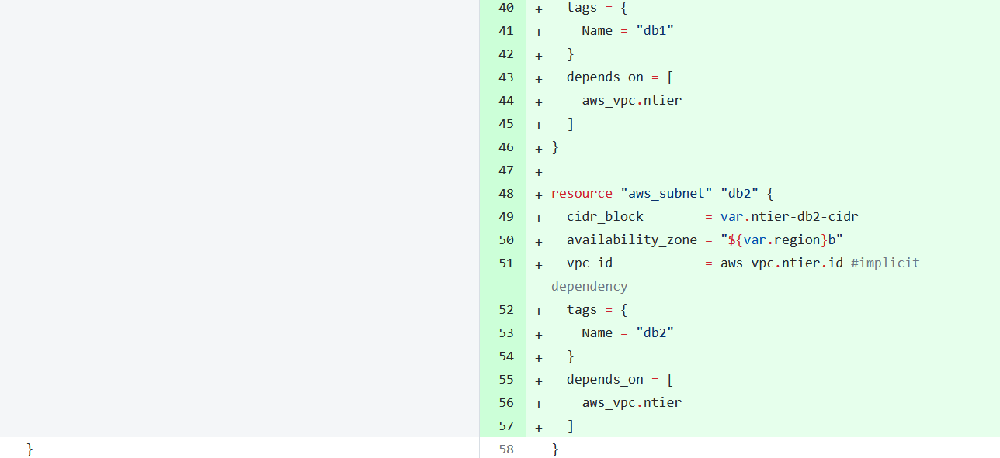 40 +   tags = {
41 +     Name = "db1"
42 +   }
43 +   depends_on = [
44 +     aws_vpc.ntier
45 +   ]
46 + }
47 +
48 + resource "aws_subnet" "db2" {
49 +   cidr_block        = var.ntier-db2-cidr
50 +   availability_zone = "${var.region}b"
51 +   vpc_id            = aws_vpc.ntier.id #implicit
dependency
52 +   tags = {
53 +     Name = "db2"
54 +   }
55 +   depends_on = [
56 +     aws_vpc.ntier
57 +   ]
} 58   }